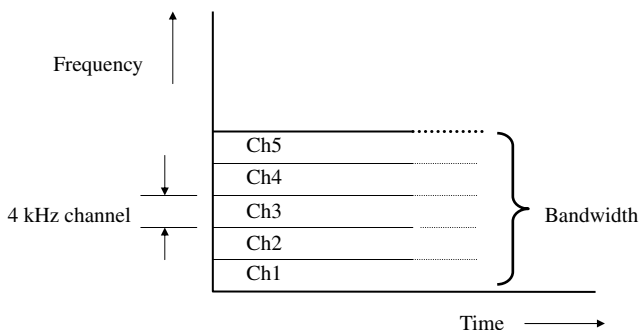 Frequency
Ch5
Ch4
4 kHz channel
Ch3
Bandwidth
Ch2
Ch1
Time